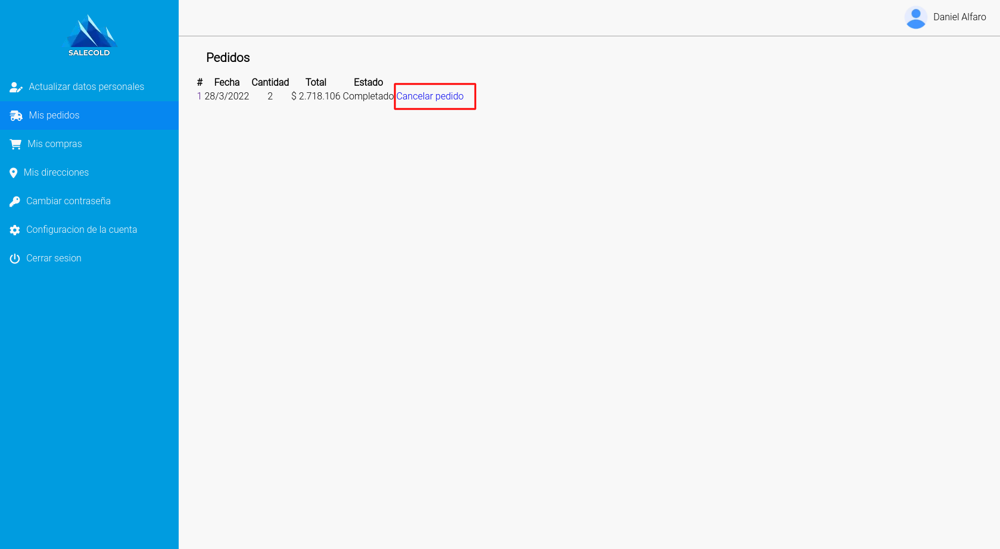 SALECOLD
Actualizar datos personales
Mis pedidos
Mis compras
Mis direcciones
Cambiar contraseña
Configuracion de la cuenta
Cerrar sesion
Daniel Alfaro
Pedidos
# Fecha Cantidad Total Estado
1 28/3/2022 2 $ 2.718.106 Completado Cancelar pedido